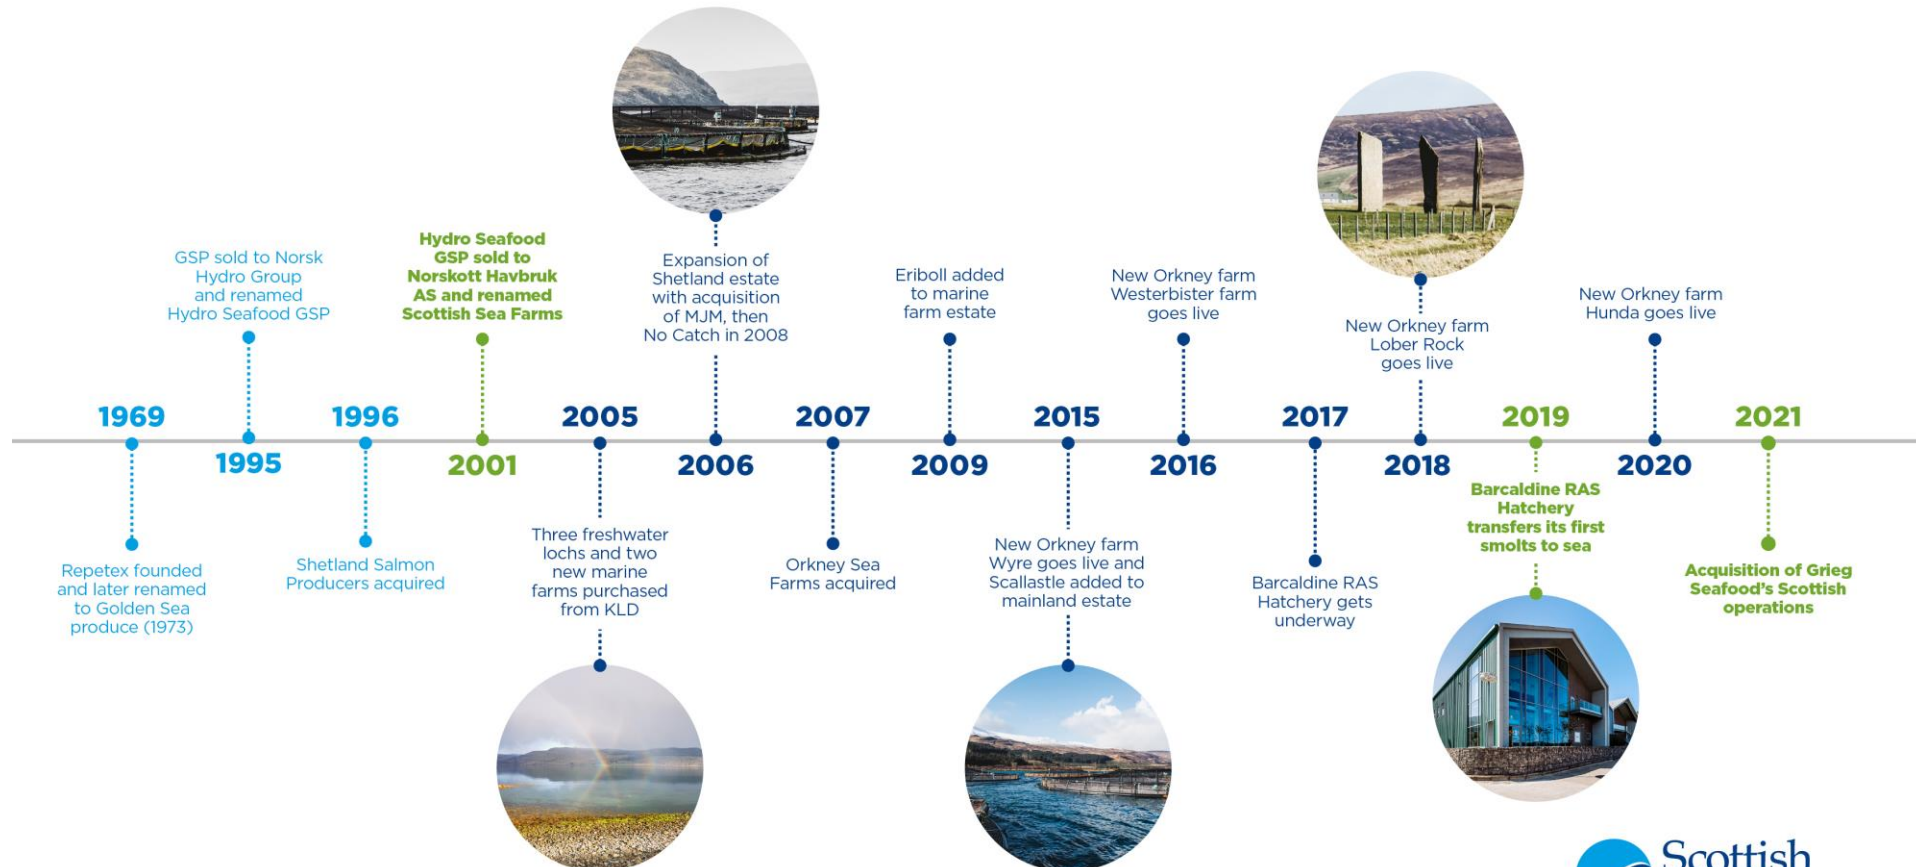 1969
Repetex founded
and later renamed
to Golden Sea
produce (1973)
GSP sold to Norsk
Hydro Group
and renamed
Hydro Seafood GSP
1995
1996
Shetland Salmon
Producers acquired
Hydro Seafood
GSP sold to
Norskott Havbruk
AS and renamed
Scottish Sea Farms
2001
2005
Three freshwater
lochs and two
new marine
farms purchased
from KLD
Expansion of
Shetland estate
with acquisition
of MJM, then
No Catch in 2008
2006
2007
Orkney Sea
Farms acquired
Eriboll added
to marine
farm estate
2009
2015
New Orkney farm
Wyre goes live and
Scallastle added to
mainland estate
New Orkney farm
Westerbister farm
goes live
2016
2017
Barcaldine RAS
Hatchery gets
underway
New Orkney farm
Lober Rock
goes live
2018
2019
Barcaldine RAS
Hatchery
transfers its first
smolts to sea
New Orkney farm
Hunda goes live
2020
2021
Acquisition of Grieg
Seafood's Scottish
operations
Scottish